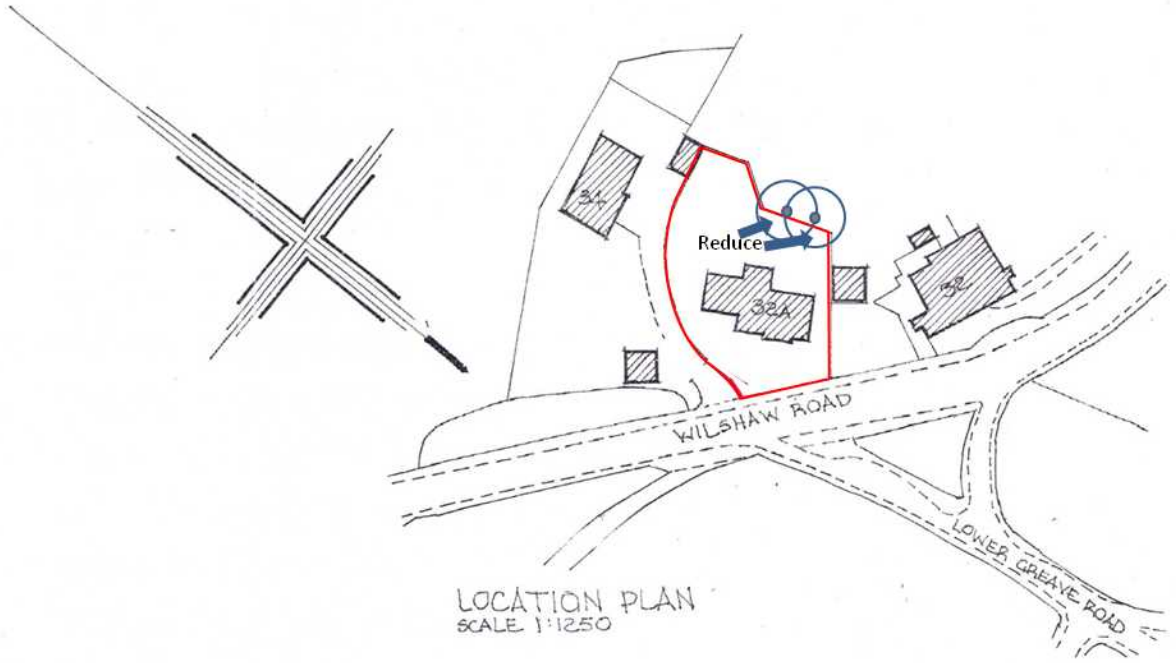 34
Reduce
32A
32
WILSHAW ROAD
LOWER GREAVE ROAD
LOCATION PLAN
SCALE 1:1250